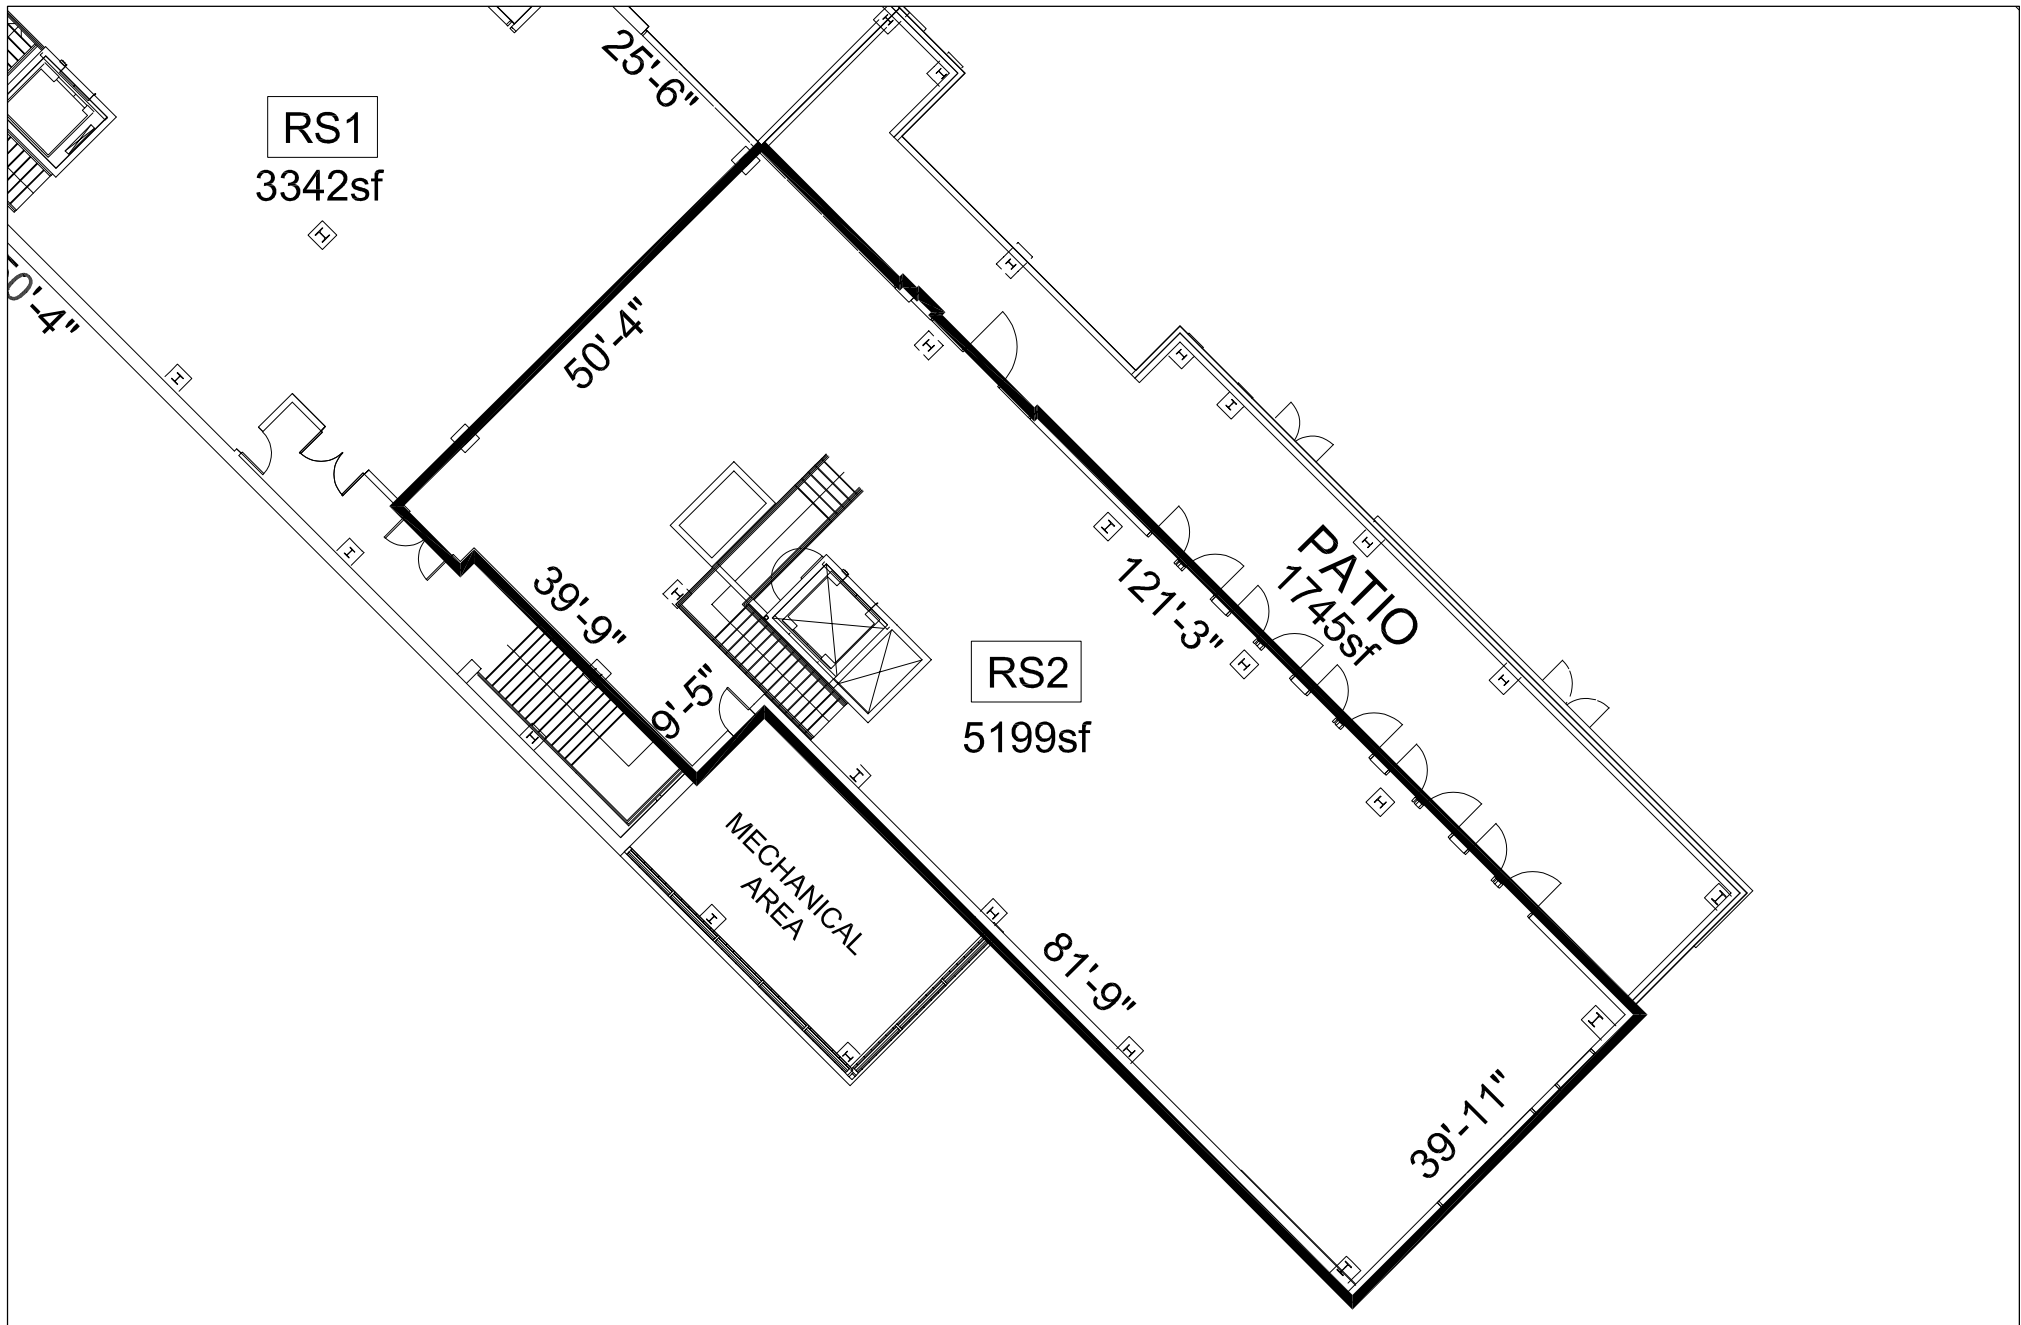 25'-6"
RS1
3342sf
50'-4"
0'-4"
39'-9"
9'-5"
121'-3"
PATIO
1745sf
RS2
5199sf
MECHANICAL
AREA
81'-9"
39'-11"